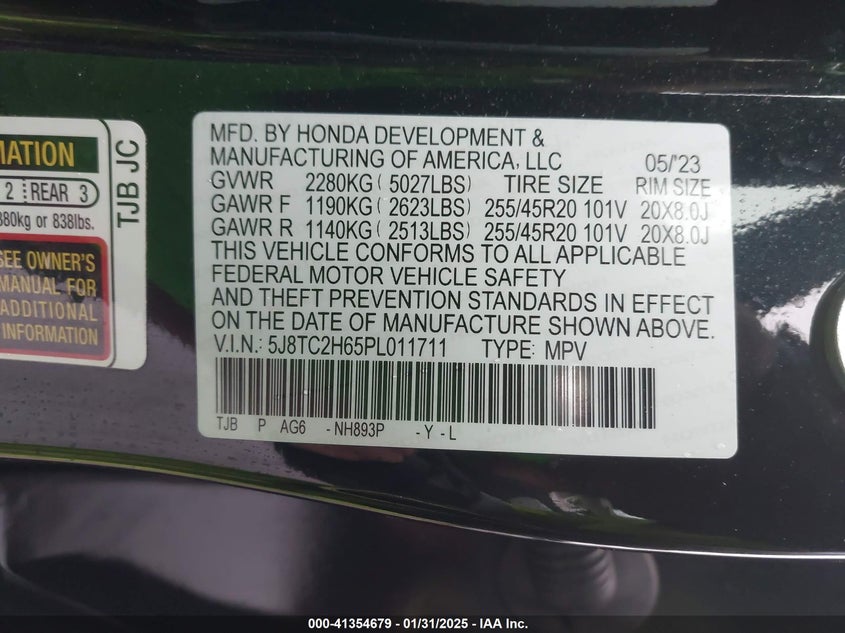 MATION
2 REAR 3
380kg or 838lbs.
SEE OWNER'S
MANUAL FOR
ADDITIONAL
INFORMATION
TJB JC
MFD. BY HONDA DEVELOPMENT &
MANUFACTURING OF AMERICA, LLC 05/'23
GVWR 2280KG ( 5027LBS) TIRE SIZE RIM SIZE
GAWR F 1190KG ( 2623LBS) 255/45R20 101V 20X8.0J
GAWR R 1140KG ( 2513LBS) 255/45R20 101V 20X8.0J
THIS VEHICLE CONFORMS TO ALL APPLICABLE
FEDERAL MOTOR VEHICLE SAFETY
AND THEFT PREVENTION STANDARDS IN EFFECT
ON THE DATE OF MANUFACTURE SHOWN ABOVE.
V.I.N.: 5J8TC2H65PL011711 TYPE: MPV
TJB P AG6 - NH893P - Y - L
000-41354679 — 01/31/2025 — IAA Inc.